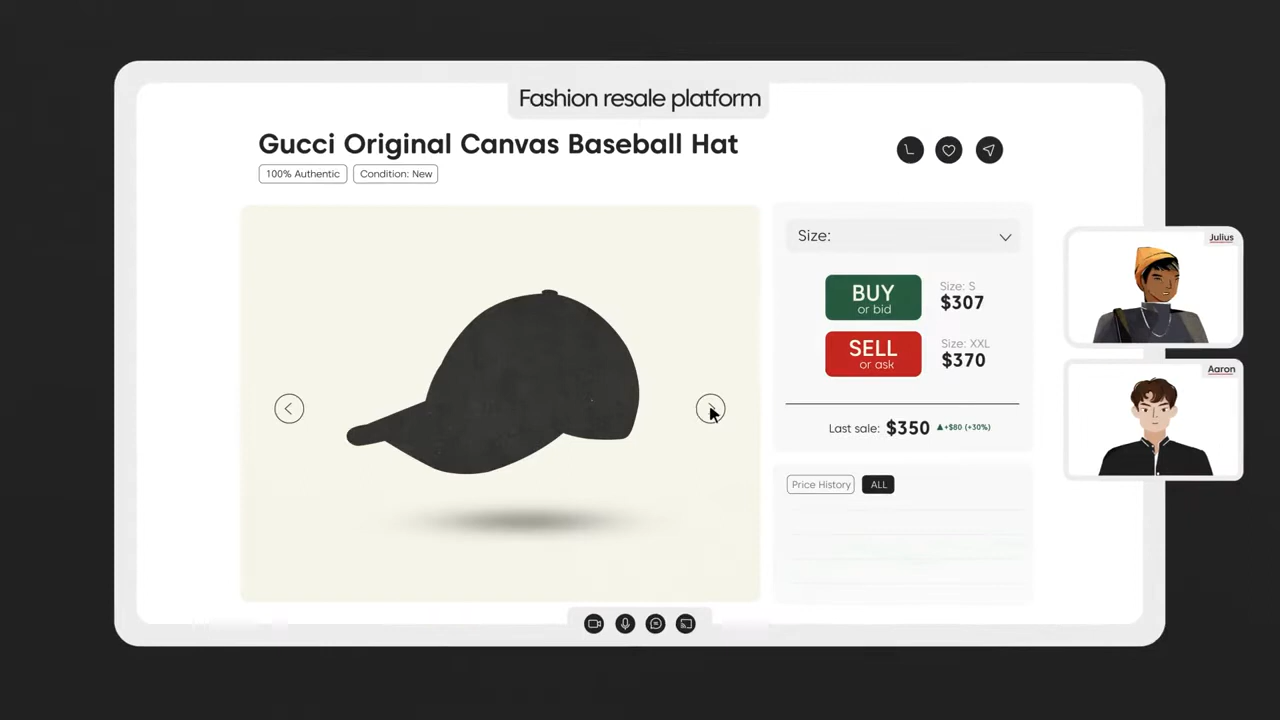 Fashion resale platform
Gucci Original Canvas Baseball Hat
100% Authentic
Condition: New
Size:
BUY
or bid
Size: S
$307
SELL
or ask
Size: XXL
$370
Last sale: $350 ▲+$80 (+30%)
Price History
ALL
Julius
Aaron